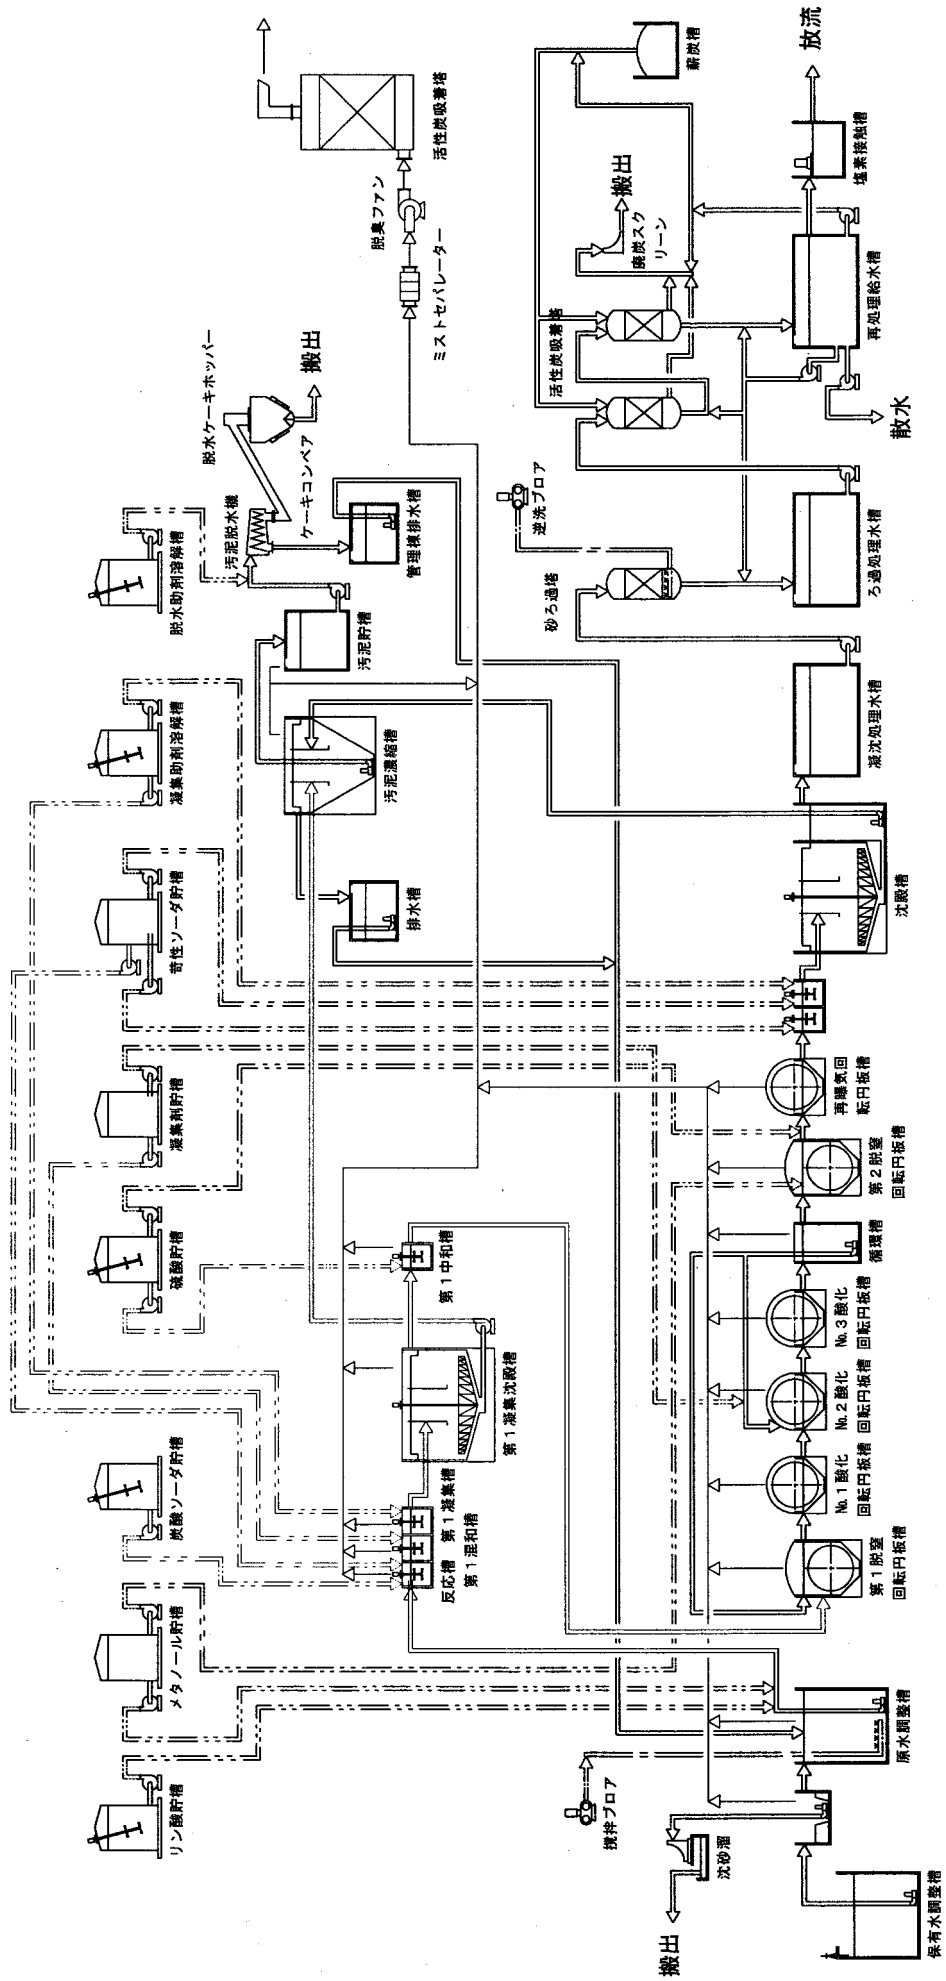 リン酸貯槽
メタノール貯槽
炭酸ソーダ貯槽
硫酸貯槽
凝集剤貯槽
苛性ソーダ貯槽
凝集助剤溶解槽
脱水助剤溶解槽
脱水ケーキホッパー
汚泥脱水機
ケーキコンベア
搬出
脱臭ファン
ミストセパレーター
活性炭吸着塔
反応槽
第1凝集槽
第1混和槽
第1凝集沈殿槽
第1中和槽
排水槽
汚泥濃縮槽
汚泥貯槽
管理棟排水槽
撹拌ブロア
砂ろ過塔
逆洗ブロア
活性炭吸着塔
廃炭スク
リーン
搬出
薪炭槽
搬出
沈砂溜
保有水調整槽
原水調整槽
第1脱窒
回転円板槽
No.1酸化
回転円板槽
No.2酸化
回転円板槽
No.3酸化
回転円板槽
循環槽
第2脱窒
回転円板槽
再曝気回
転円板槽
沈殿槽
凝沈処理水槽
ろ過処理水槽
散水
再処理給水槽
塩素接触槽
放流